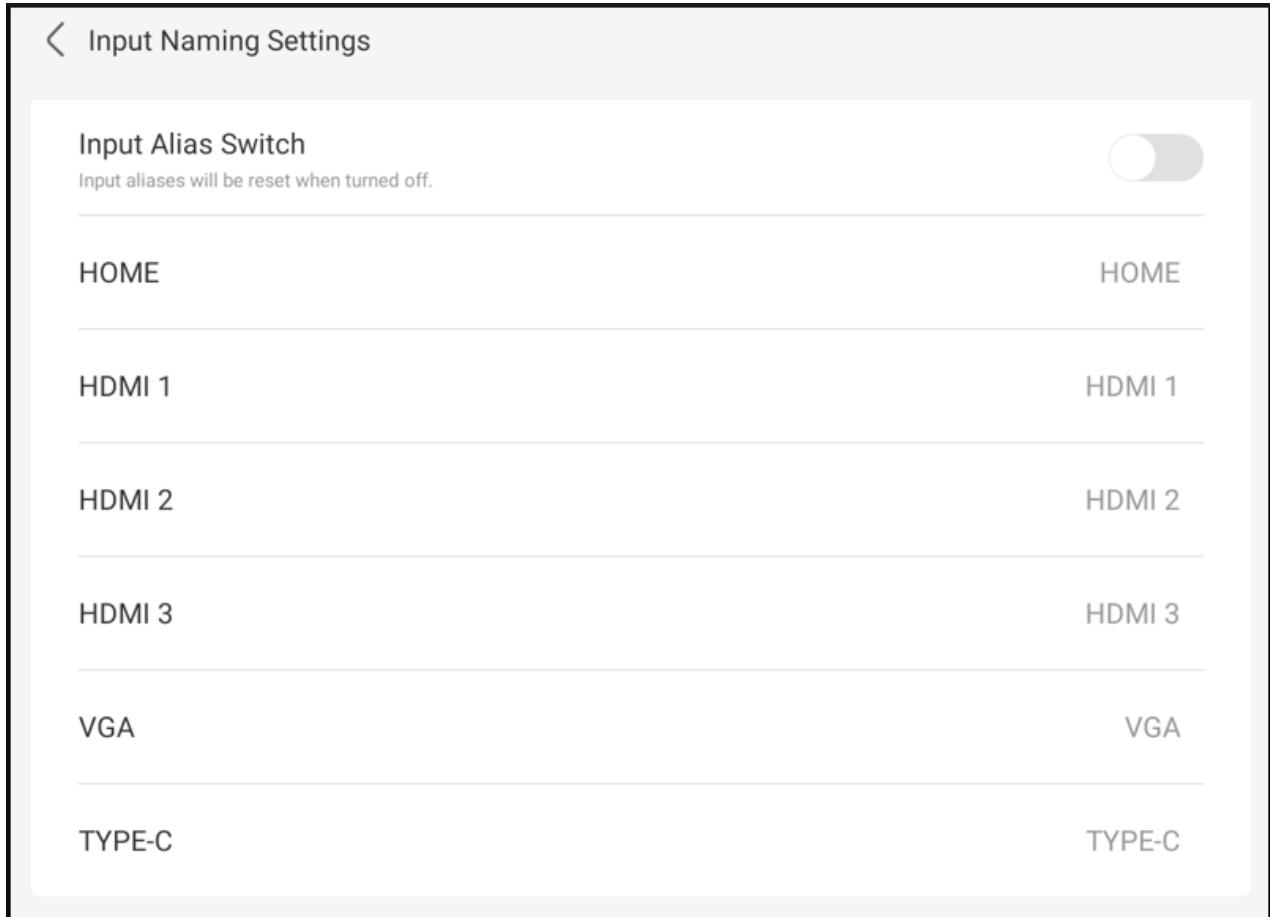 Input Naming Settings
Input Alias Switch
Input aliases will be reset when turned off.
HOME HOME
HDMI 1 HDMI 1
HDMI 2 HDMI 2
HDMI 3 HDMI 3
VGA VGA
TYPE-C TYPE-C